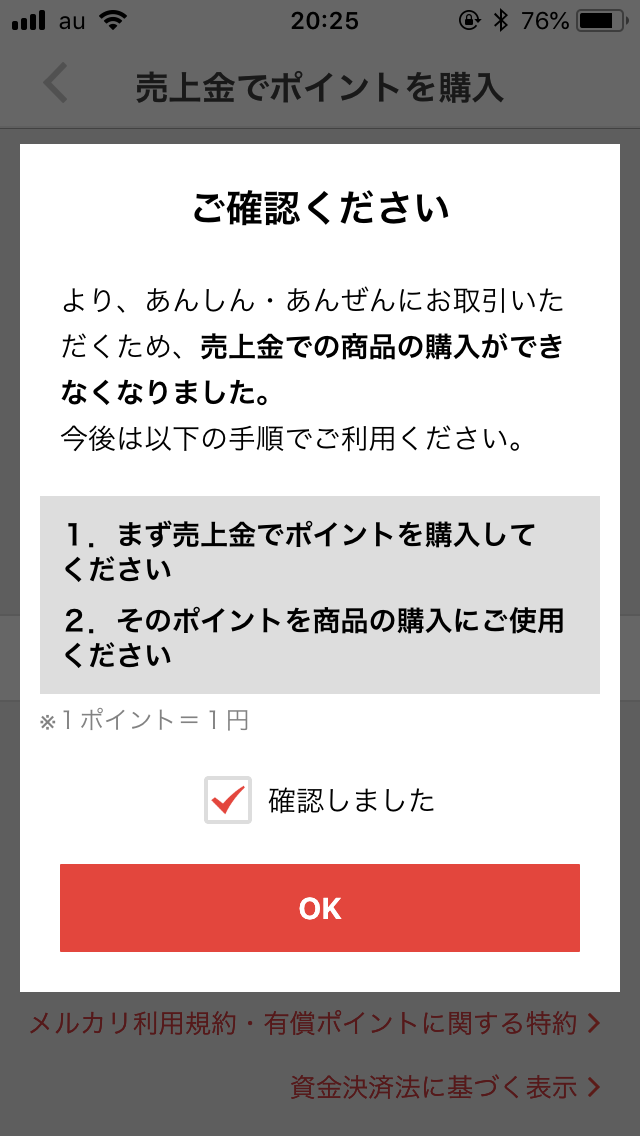 au 20:25 76%
売上金でポイントを購入
ご確認ください
より、あんしん・あんぜんにお取引いた
だくため、売上金での商品の購入ができ
なくなりました。
今後は以下の手順でご利用ください。
１．まず売上金でポイントを購入して
ください
２．そのポイントを商品の購入にご使用
ください
※１ポイント＝１円
確認しました
OK
メルカリ利用規約・有償ポイントに関する特約
資金決済法に基づく表示